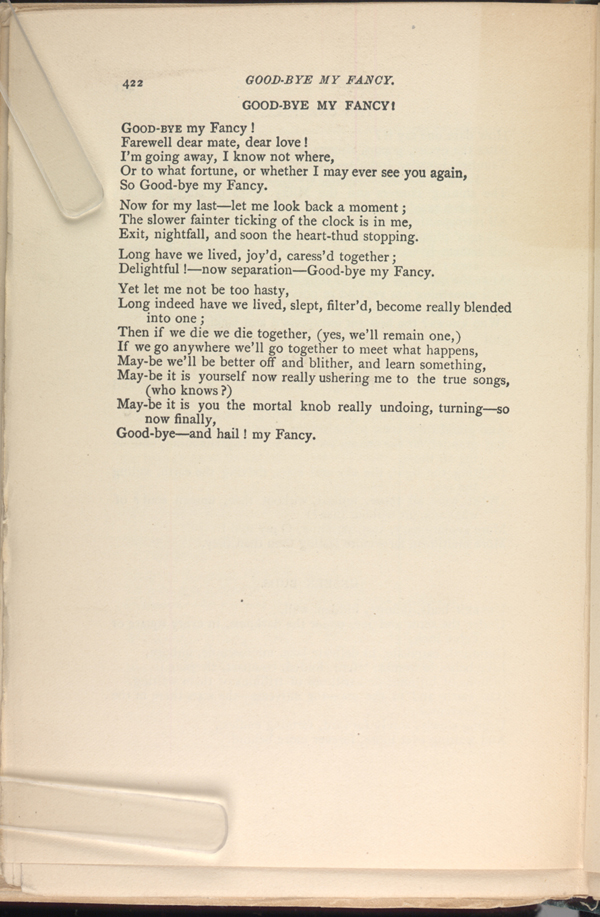 422 GOOD-BYE MY FANCY.
GOOD-BYE MY FANCY!
GOOD-BYE my Fancy!
Farewell dear mate, dear love!
I'm going away, I know not where,
Or to what fortune, or whether I may ever see you again,
So Good-bye my Fancy.
Now for my last—let me look back a moment;
The slower fainter ticking of the clock is in me,
Exit, nightfall, and soon the heart-thud stopping.
Long have we lived, joy'd, caress'd together;
Delightful!—now separation—Good-bye my Fancy.
Yet let me not be too hasty,
Long indeed have we lived, slept, filter'd, become really blended
into one;
Then if we die we die together, (yes, we'll remain one,)
If we go anywhere we'll go together to meet what happens,
May-be we'll be better off and blither, and learn something,
May-be it is yourself now really ushering me to the true songs,
(who knows?)
May-be it is you the mortal knob really undoing, turning—so
now finally,
Good-bye—and hail! my Fancy.